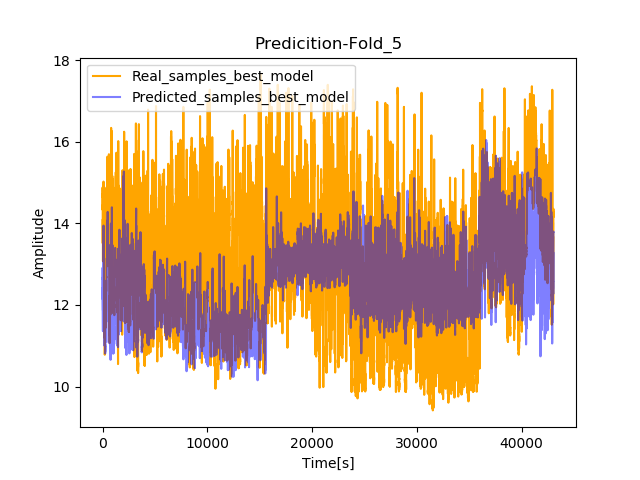 Predicition-Fold_5
Real_samples_best_model
Predicted_samples_best_model
Amplitude
18
16
14
12
10
0 10000 20000 30000 40000
Time[s]